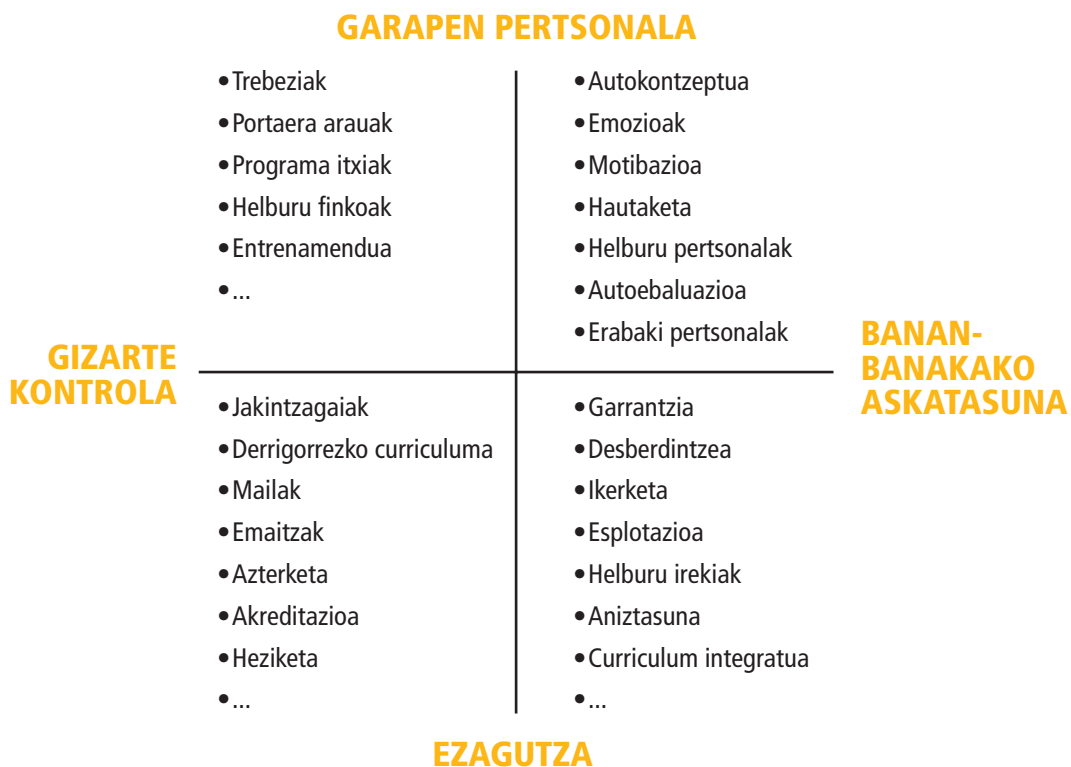 GARAPEN PERTSONALA
•Trebeziak
•Portaera arauak
•Programa itxiak
•Helburu finkoak
•Entrenamendua
•...
•Autokontzeptua
•Emozioak
•Motibazioa
•Hautaketa
•Helburu pertsonalak
•Autoebaluazioa
•Erabaki pertsonalak
GIZARTE
KONTROLA
BANAN-
BANAKAKO
ASKATASUNA
•Jakintzagaiak
•Derrigorrezko curriculuma
•Mailak
•Emaitzak
•Azterketa
•Akreditazioa
•Heziketa
•...
•Garrantzia
•Desberdintzea
•Ikerketa
•Esplotazioa
•Helburu irekiak
•Aniztasuna
•Curriculum integratua
•...
EZAGUTZA